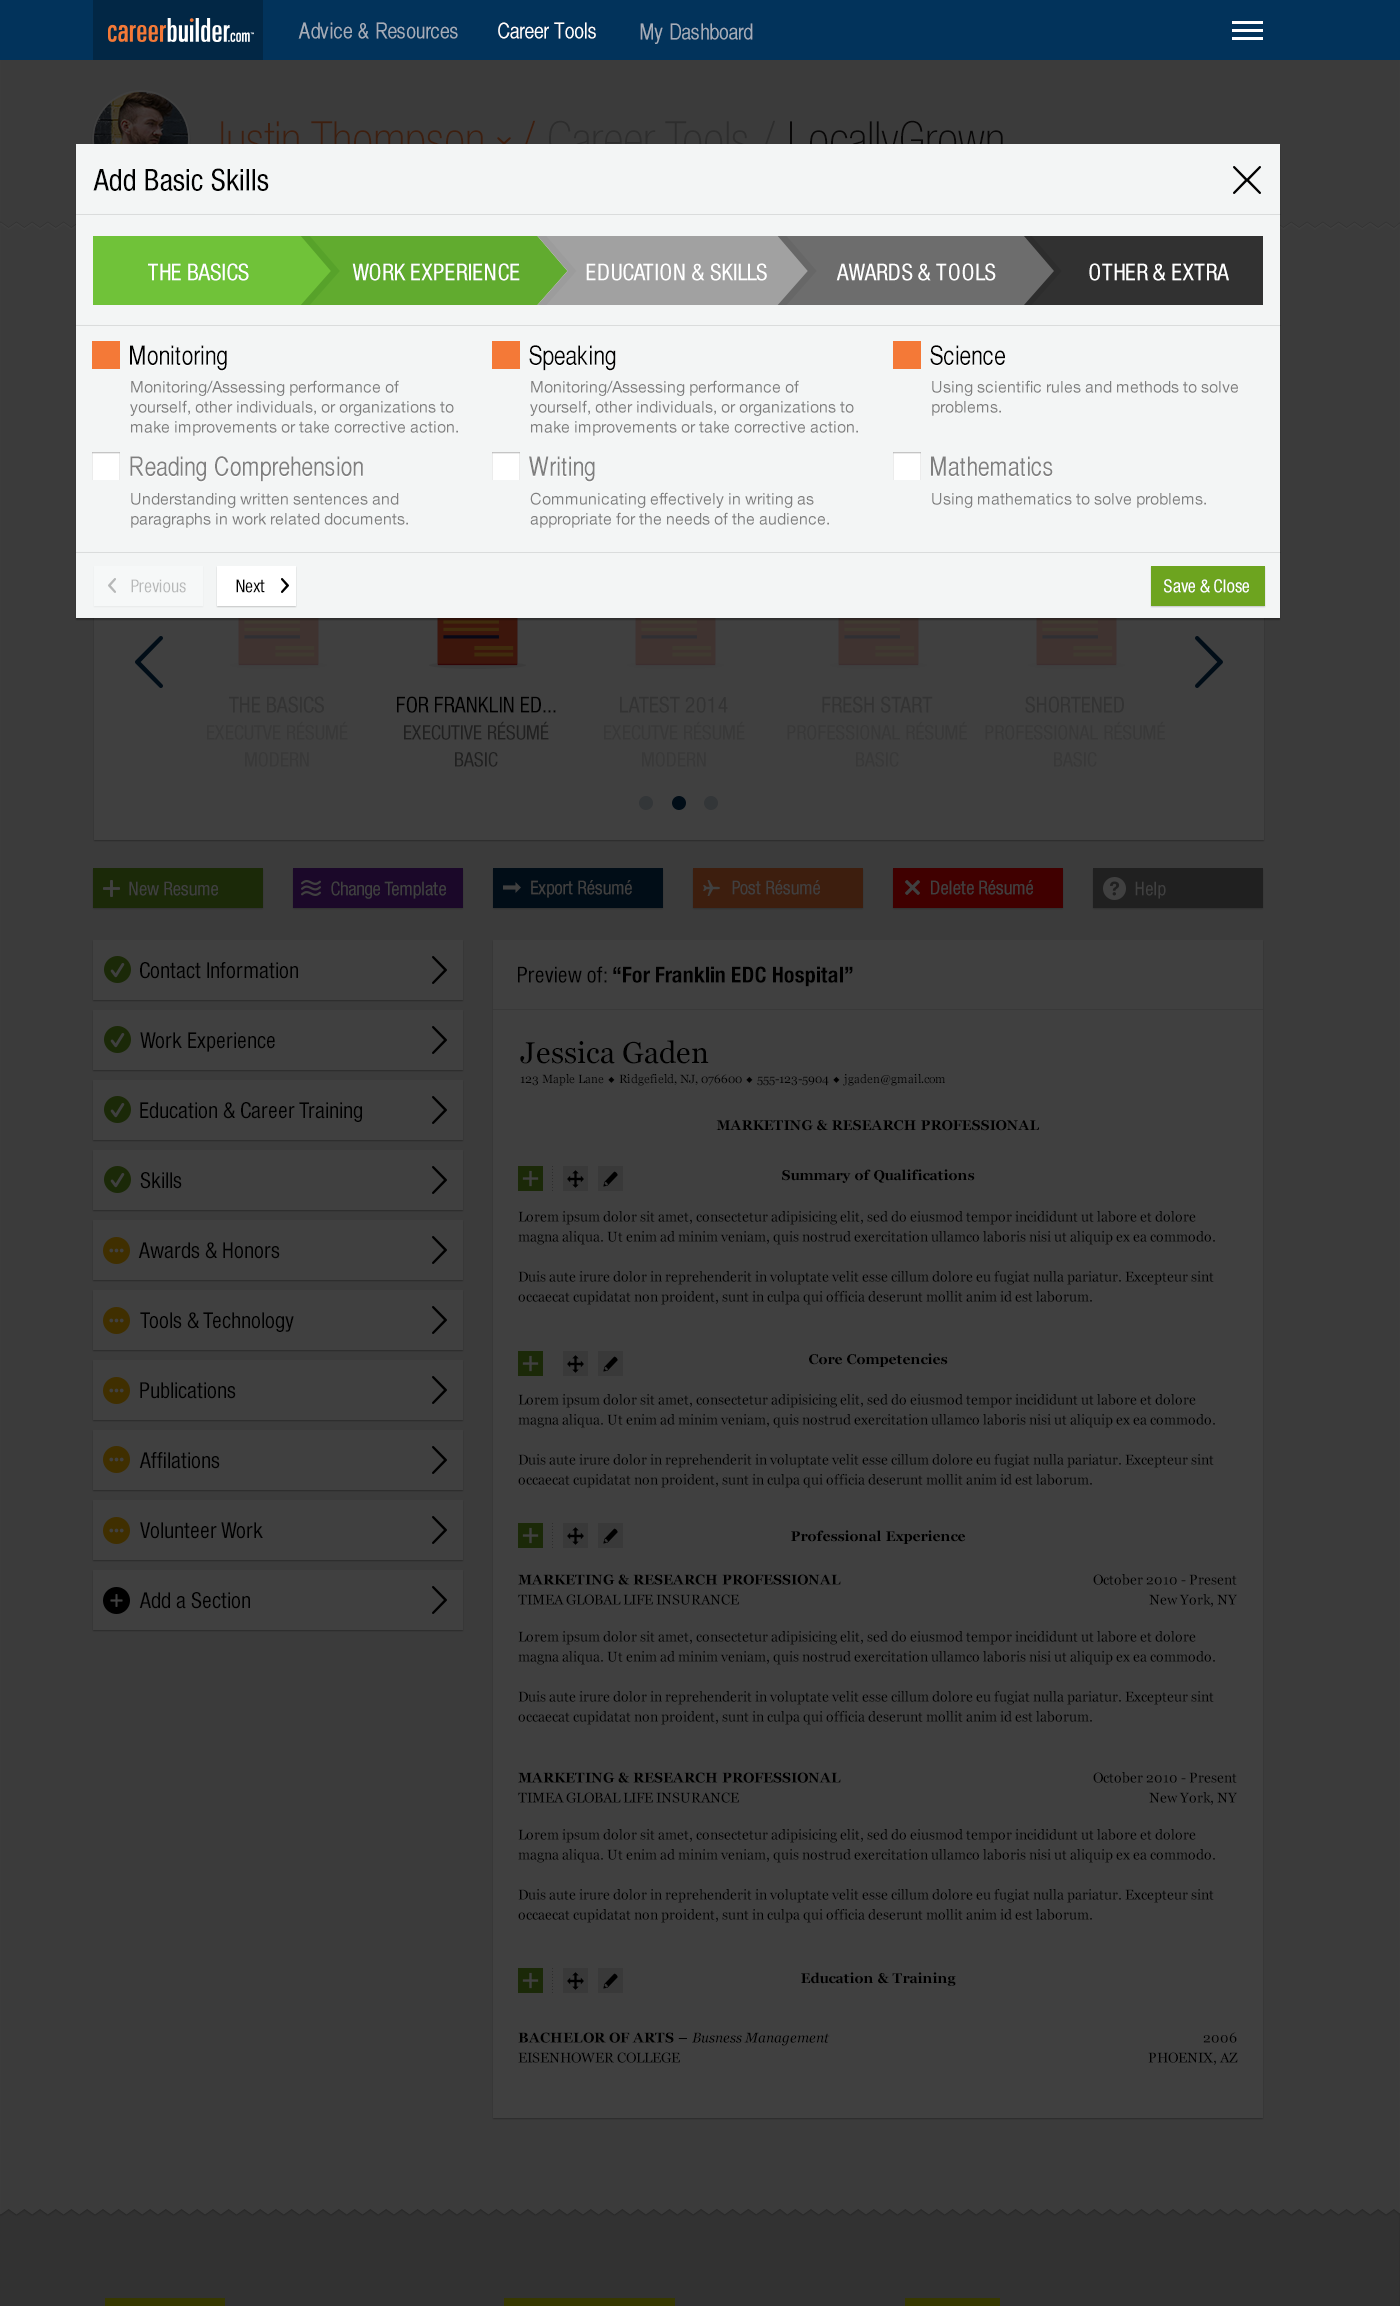 careerbuilder.com
Advice & Resources
Career Tools
My Dashboard
Justin Thompson / Career Tools / LocallyGrown
Add Basic Skills
THE BASICS
WORK EXPERIENCE
EDUCATION & SKILLS
AWARDS & TOOLS
OTHER & EXTRA
Monitoring
Monitoring/Assessing performance of
yourself, other individuals, or organizations to
make improvements or take corrective action.
Speaking
Monitoring/Assessing performance of
yourself, other individuals, or organizations to
make improvements or take corrective action.
Science
Using scientific rules and methods to solve
problems.
Reading Comprehension
Understanding written sentences and
paragraphs in work related documents.
Writing
Communicating effectively in writing as
appropriate for the needs of the audience.
Mathematics
Using mathematics to solve problems.
Previous
Next
Save & Close
THE BASICS
EXECUTVE RÉSUMÉ
MODERN
FOR FRANKLIN ED...
EXECUTIVE RÉSUMÉ
BASIC
LATEST 2014
EXECUTVE RÉSUMÉ
MODERN
FRESH START
PROFESSIONAL RÉSUMÉ
BASIC
SHORTENED
PROFESSIONAL RÉSUMÉ
BASIC
New Resume
Change Template
Export Résumé
Post Résumé
Delete Résumé
Help
Contact Information
Work Experience
Education & Career Training
Skills
Awards & Honors
Tools & Technology
Publications
Affilations
Volunteer Work
Add a Section
Preview of: “For Franklin EDC Hospital”
Jessica Gaden
123 Maple Lane ◆ Ridgefield, NJ, 076600 ◆ 555-123-5904 ◆ jgaden@gmail.com
MARKETING & RESEARCH PROFESSIONAL
Summary of Qualifications
Lorem ipsum dolor sit amet, consectetur adipisicing elit, sed do eiusmod tempor incididunt ut labore et dolore
magna aliqua. Ut enim ad minim veniam, quis nostrud exercitation ullamco laboris nisi ut aliquip ex ea commodo.
Duis aute irure dolor in reprehenderit in voluptate velit esse cillum dolore eu fugiat nulla pariatur. Excepteur sint
occaecat cupidatat non proident, sunt in culpa qui officia deserunt mollit anim id est laborum.
Core Competencies
Lorem ipsum dolor sit amet, consectetur adipisicing elit, sed do eiusmod tempor incididunt ut labore et dolore
magna aliqua. Ut enim ad minim veniam, quis nostrud exercitation ullamco laboris nisi ut aliquip ex ea commodo.
Duis aute irure dolor in reprehenderit in voluptate velit esse cillum dolore eu fugiat nulla pariatur. Excepteur sint
occaecat cupidatat non proident, sunt in culpa qui officia deserunt mollit anim id est laborum.
Professional Experience
MARKETING & RESEARCH PROFESSIONAL October 2010 - Present
TIMEA GLOBAL LIFE INSURANCE New York, NY
Lorem ipsum dolor sit amet, consectetur adipisicing elit, sed do eiusmod tempor incididunt ut labore et dolore
magna aliqua. Ut enim ad minim veniam, quis nostrud exercitation ullamco laboris nisi ut aliquip ex ea commodo.
Duis aute irure dolor in reprehenderit in voluptate velit esse cillum dolore eu fugiat nulla pariatur. Excepteur sint
occaecat cupidatat non proident, sunt in culpa qui officia deserunt mollit anim id est laborum.
MARKETING & RESEARCH PROFESSIONAL October 2010 - Present
TIMEA GLOBAL LIFE INSURANCE New York, NY
Lorem ipsum dolor sit amet, consectetur adipisicing elit, sed do eiusmod tempor incididunt ut labore et dolore
magna aliqua. Ut enim ad minim veniam, quis nostrud exercitation ullamco laboris nisi ut aliquip ex ea commodo.
Duis aute irure dolor in reprehenderit in voluptate velit esse cillum dolore eu fugiat nulla pariatur. Excepteur sint
occaecat cupidatat non proident, sunt in culpa qui officia deserunt mollit anim id est laborum.
Education & Training
BACHELOR OF ARTS – Busness Management 2006
EISENHOWER COLLEGE PHOENIX, AZ